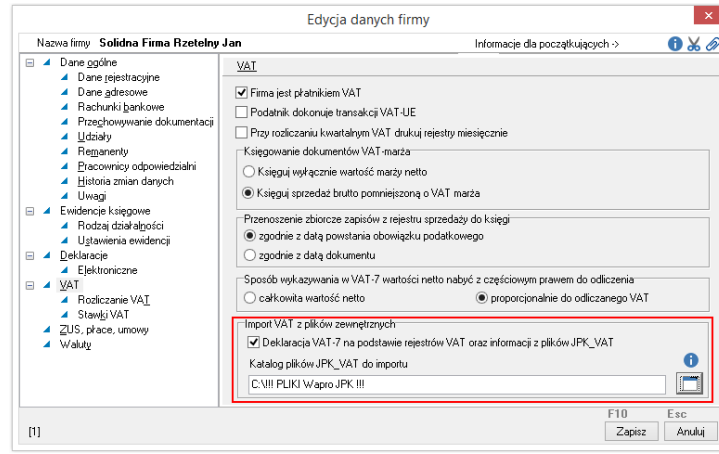 Edycja danych firmy
Nazwa firmy Solidna Firma Rzetelny Jan
Informacje dla początkujących ->
Dane ogólne
Dane rejestracyjne
Dane adresowe
Rachunki bankowe
Przechowywanie dokumentacji
Udziały
Remanenty
Pracownicy odpowiedzialni
Historia zmian danych
Uwagi
Ewidencje księgowe
Rodzaj działalności
Ustawienia ewidencji
Deklaracje
Elektroniczne
VAT
Rozliczanie VAT
Stawki VAT
ZUS, płace, umowy
Waluty
VAT
Firma jest płatnikiem VAT
Podatnik dokonuje transakcji VAT-UE
Przy rozliczaniu kwartalnym VAT drukuj rejestry miesięcznie
Księgowanie dokumentów VAT-marża
Księguj wyłącznie wartość marży netto
Księguj sprzedaż brutto pomniejszoną o VAT marża
Przenoszenie zbiorcze zapisów z rejestru sprzedaży do księgi
zgodnie z datą powstania obowiązku podatkowego
zgodnie z datą dokumentu
Sposób wykazywania w VAT-7 wartości netto nabyć z częściowym prawem do odliczenia
całkowita wartość netto
proporcjonalnie do odliczanego VAT
Import VAT z plików zewnętrznych
Deklaracja VAT-7 na podstawie rejestrów VAT oraz informacji z plików JPK_VAT
Katalog plików JPK_VAT do importu
C:\!!! PLIKI Wapro JPK !!!
F10 Esc
[1]
Zapisz Anuluj